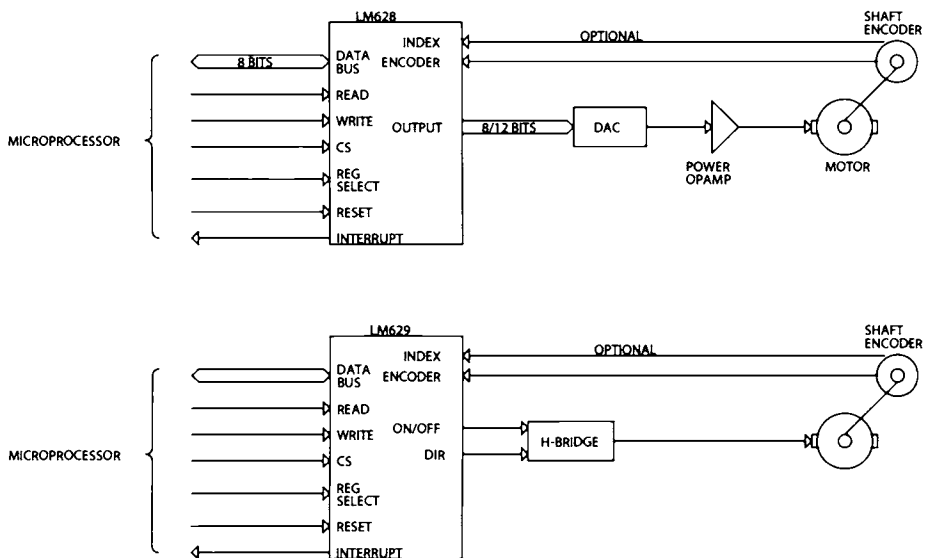 LM628
MICROPROCESSOR
8 BITS
DATA
BUS
READ
WRITE
CS
REG
SELECT
RESET
INTERRUPT
INDEX
ENCODER
OUTPUT
OPTIONAL
8/12 BITS
DAC
POWER
OPAMP
MOTOR
SHAFT
ENCODER
LM629
MICROPROCESSOR
DATA
BUS
READ
WRITE
CS
REG
SELECT
RESET
INTERRUPT
INDEX
ENCODER
ON/OFF
DIR
OPTIONAL
H-BRIDGE
SHAFT
ENCODER